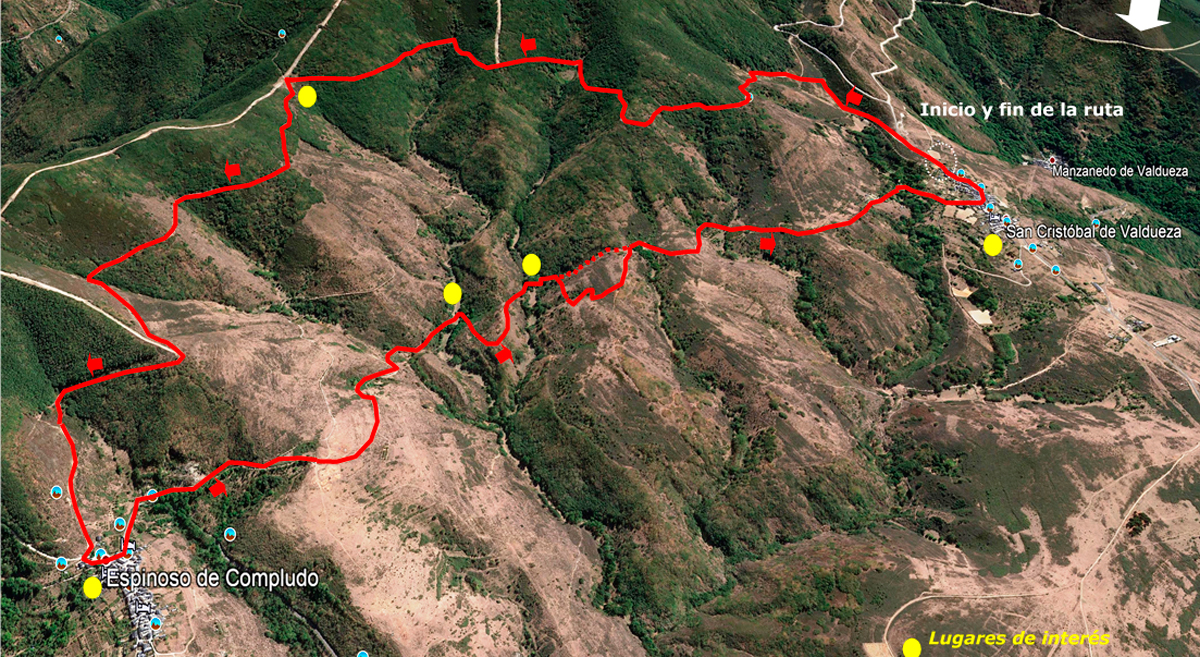 Inicio y fin de la ruta
Manzanedo de Valdueza
San Cristóbal de Valdueza
Espinoso de Compludo
Lugares de interés